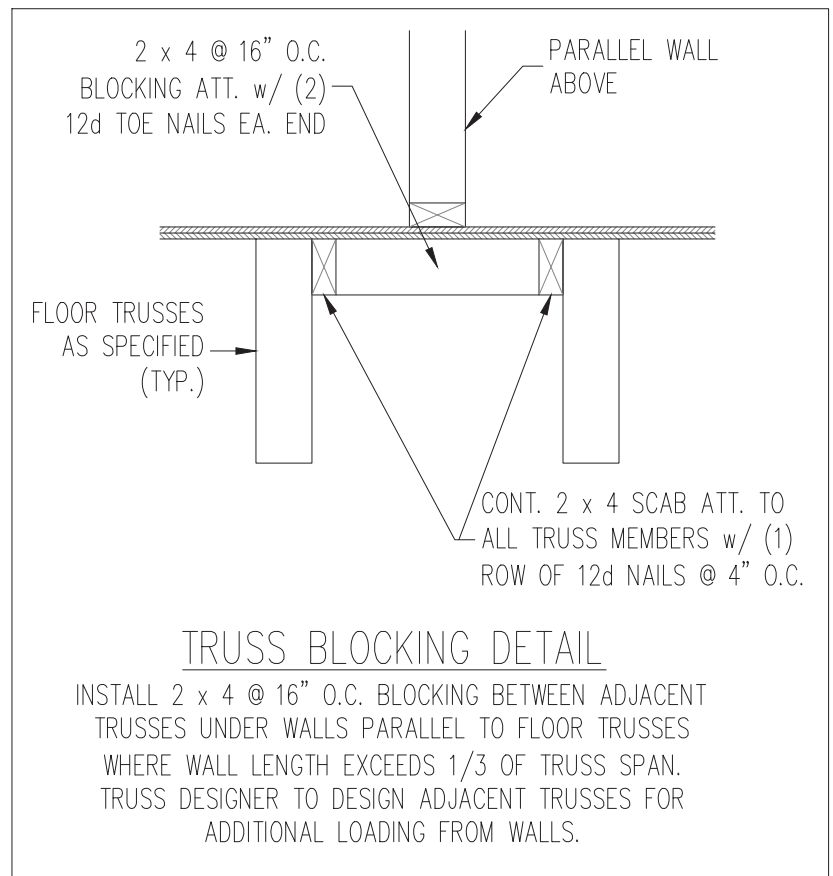 2 x 4 @ 16" O.C.
BLOCKING ATT. w/ (2)
12d TOE NAILS EA. END
PARALLEL WALL
ABOVE
FLOOR TRUSSES
AS SPECIFIED
(TYP.)
CONT. 2 x 4 SCAB ATT. TO
ALL TRUSS MEMBERS w/ (1)
ROW OF 12d NAILS @ 4" O.C.
TRUSS BLOCKING DETAIL
INSTALL 2 x 4 @ 16" O.C. BLOCKING BETWEEN ADJACENT
TRUSSES UNDER WALLS PARALLEL TO FLOOR TRUSSES
WHERE WALL LENGTH EXCEEDS 1/3 OF TRUSS SPAN.
TRUSS DESIGNER TO DESIGN ADJACENT TRUSSES FOR
ADDITIONAL LOADING FROM WALLS.